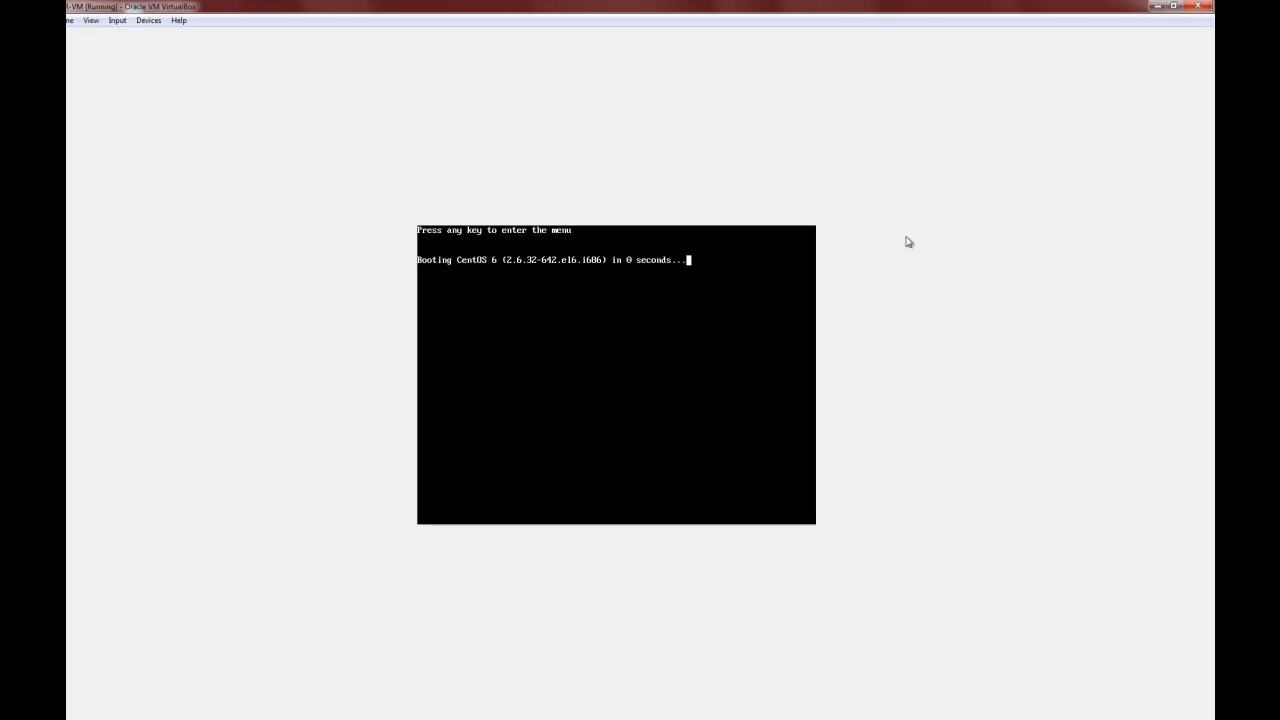 R-VM [Running] - Oracle VM VirtualBox
ne View Input Devices Help
Press any key to enter the menu
Booting CentOS 6 (2.6.32-642.el6.i686) in 0 seconds...